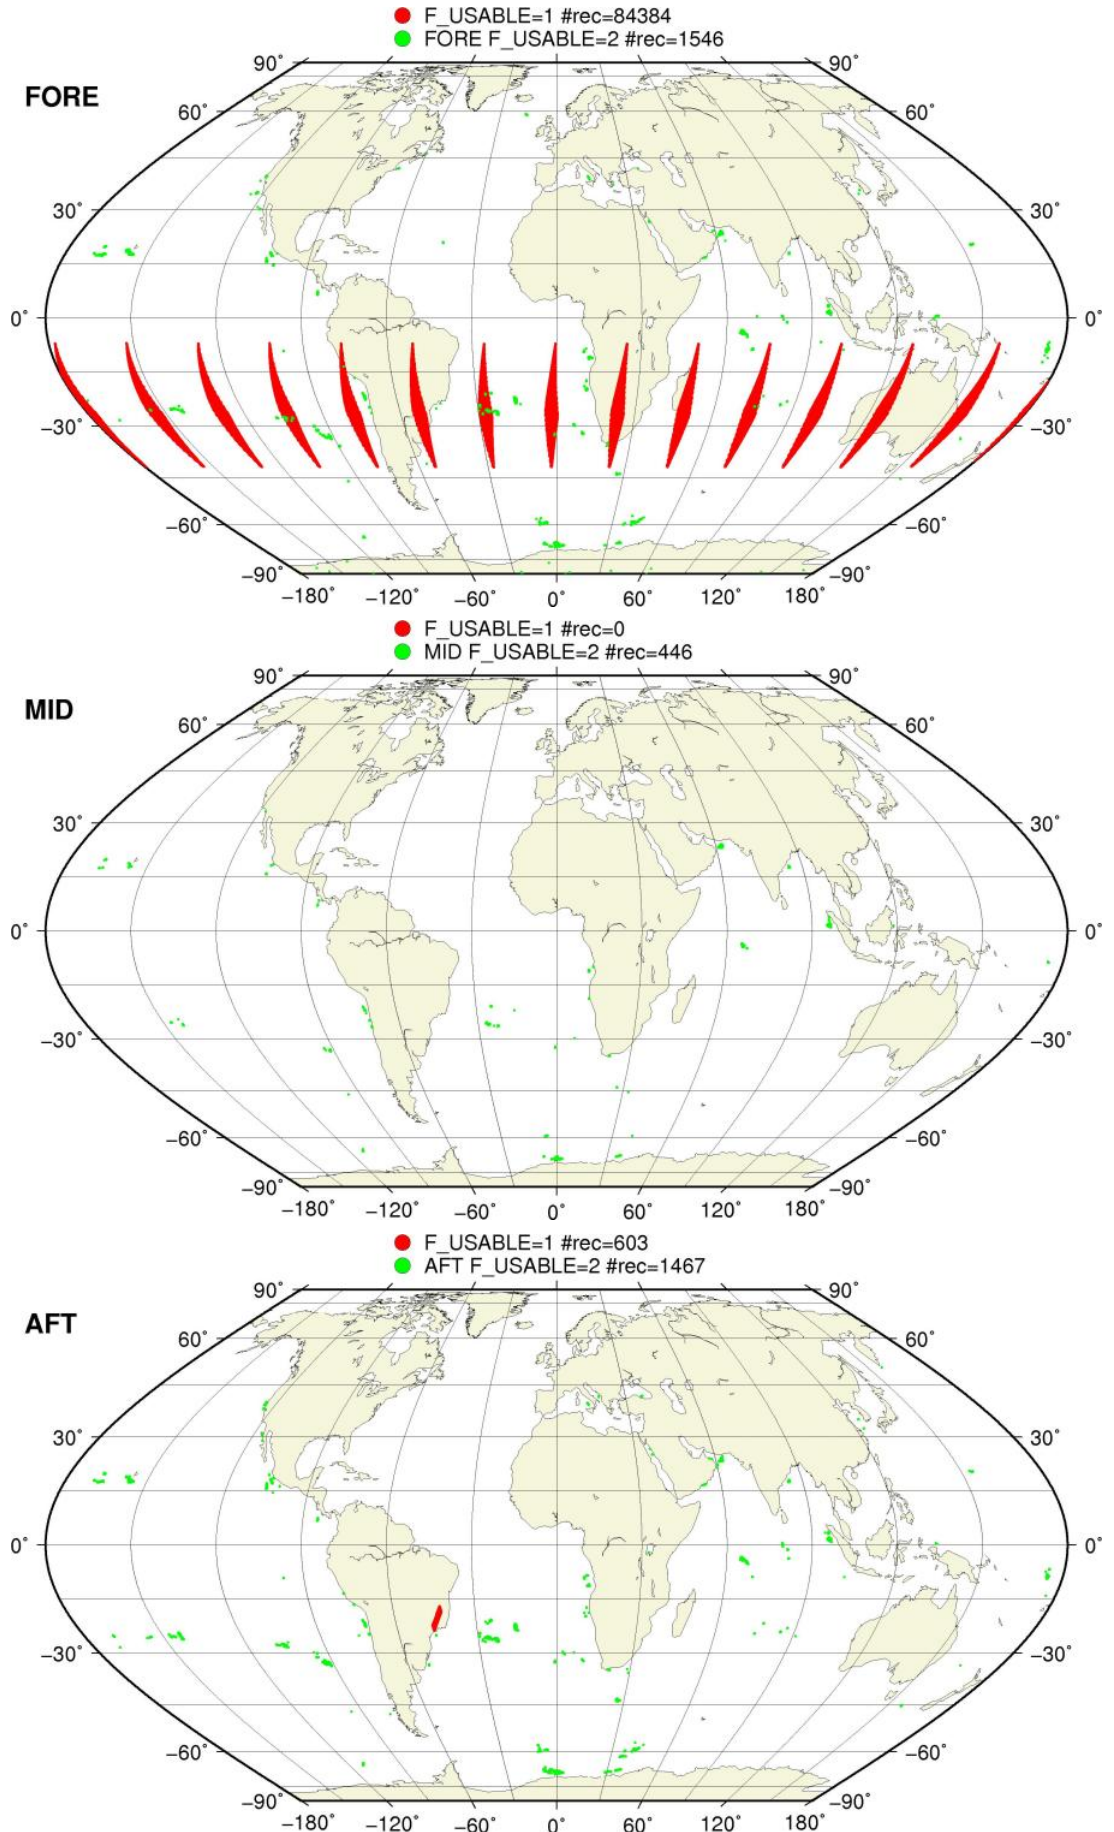 F_USABLE=1 #rec=84384
FORE F_USABLE=2 #rec=1546
FORE
90˚ 90˚
60˚ 60˚
30˚ 30˚
0˚ 0˚
−30˚ −30˚
−60˚ −60˚
−90˚ −90˚
−180˚ −120˚ −60˚ 0˚ 60˚ 120˚ 180˚
F_USABLE=1 #rec=0
MID F_USABLE=2 #rec=446
MID
90˚ 90˚
60˚ 60˚
30˚ 30˚
0˚ 0˚
−30˚ −30˚
−60˚ −60˚
−90˚ −90˚
−180˚ −120˚ −60˚ 0˚ 60˚ 120˚ 180˚
F_USABLE=1 #rec=603
AFT F_USABLE=2 #rec=1467
AFT
90˚ 90˚
60˚ 60˚
30˚ 30˚
0˚ 0˚
−30˚ −30˚
−60˚ −60˚
−90˚ −90˚
−180˚ −120˚ −60˚ 0˚ 60˚ 120˚ 180˚